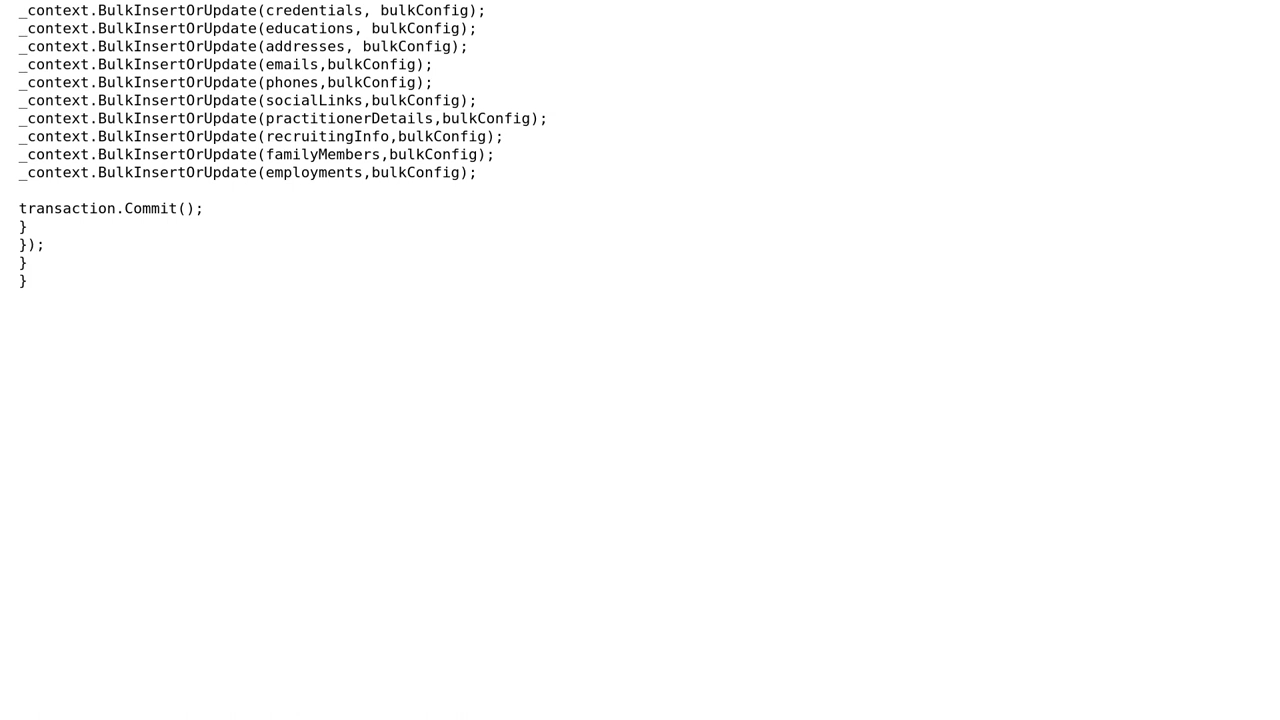 _context.BulkInsertOrUpdate(credentials, bulkConfig);
_context.BulkInsertOrUpdate(educations, bulkConfig);
_context.BulkInsertOrUpdate(addresses, bulkConfig);
_context.BulkInsertOrUpdate(emails,bulkConfig);
_context.BulkInsertOrUpdate(phones,bulkConfig);
_context.BulkInsertOrUpdate(socialLinks,bulkConfig);
_context.BulkInsertOrUpdate(practitionerDetails,bulkConfig);
_context.BulkInsertOrUpdate(recruitingInfo,bulkConfig);
_context.BulkInsertOrUpdate(familyMembers,bulkConfig);
_context.BulkInsertOrUpdate(employments,bulkConfig);

transaction.Commit();
}
});
}
}